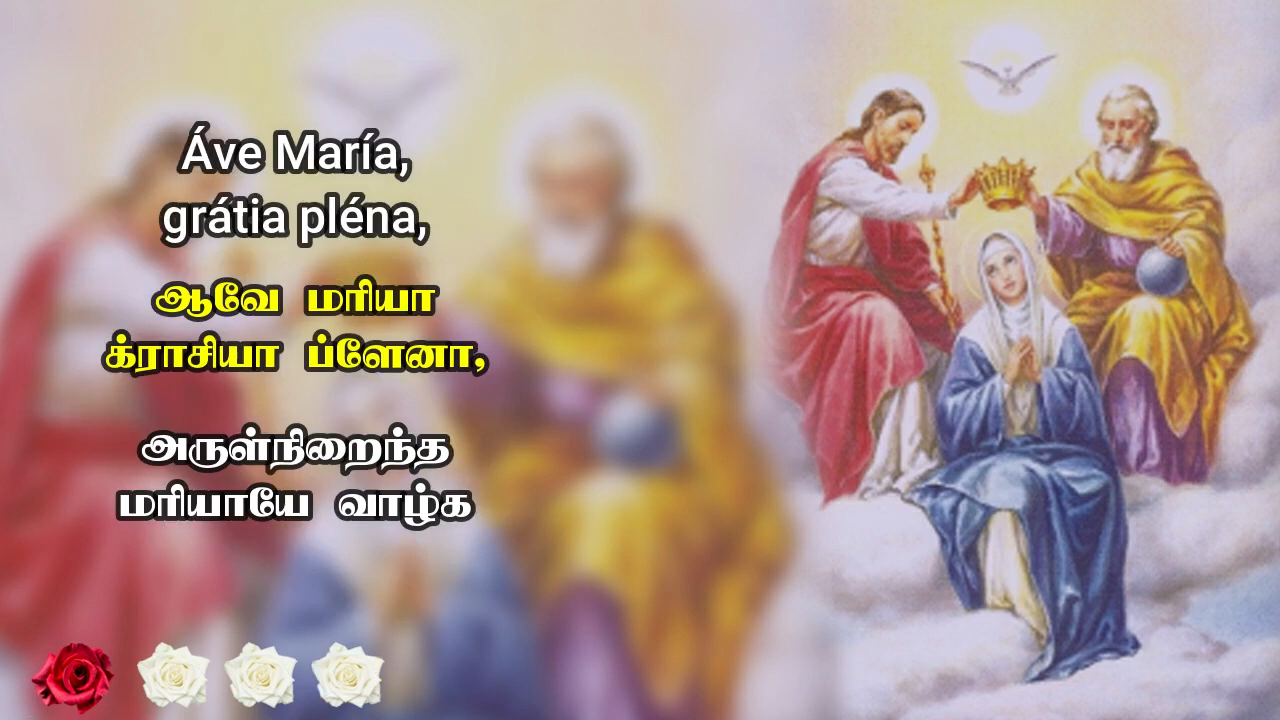 Áve María,
grátia pléna,
ஆவே மரியா
க்ராசியா ப்ளேனா,
அருள்நிறைந்த
மரியாயே வாழ்க